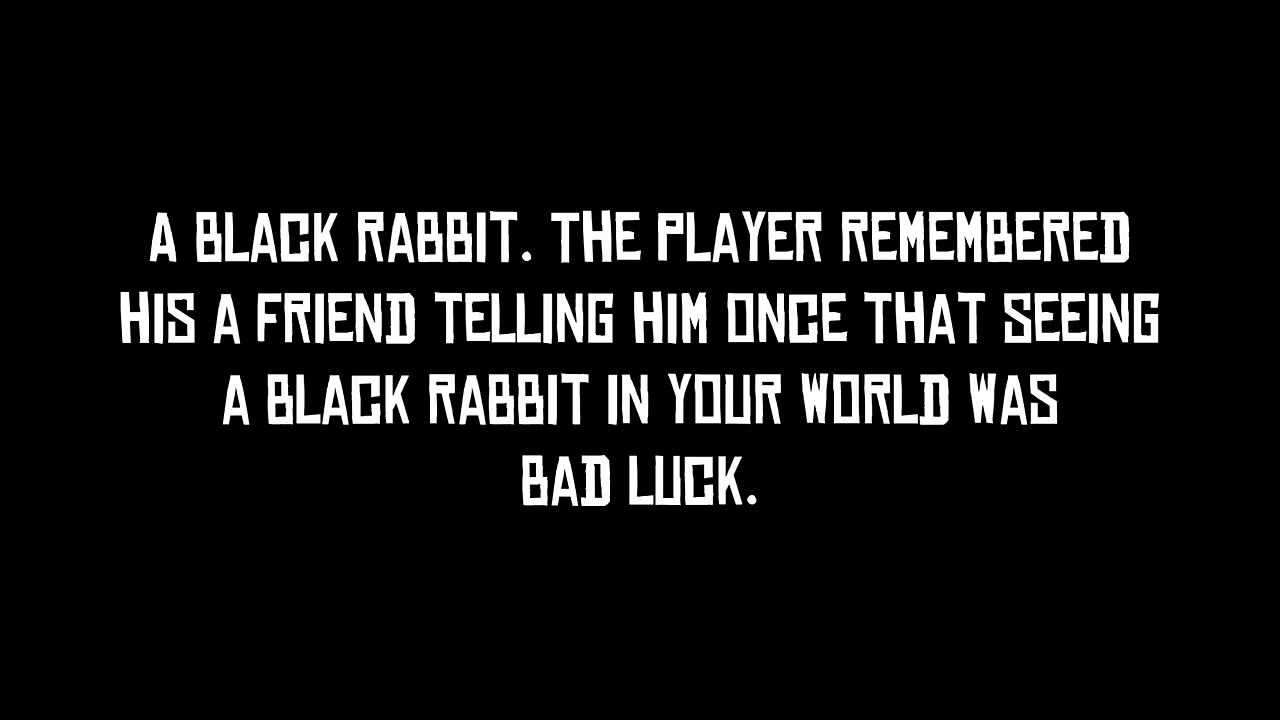 A BLACK RABBIT. THE PLAYER REMEMBERED
HIS A FRIEND TELLING HIM ONCE THAT SEEING
A BLACK RABBIT IN YOUR WORLD WAS
BAD LUCK.